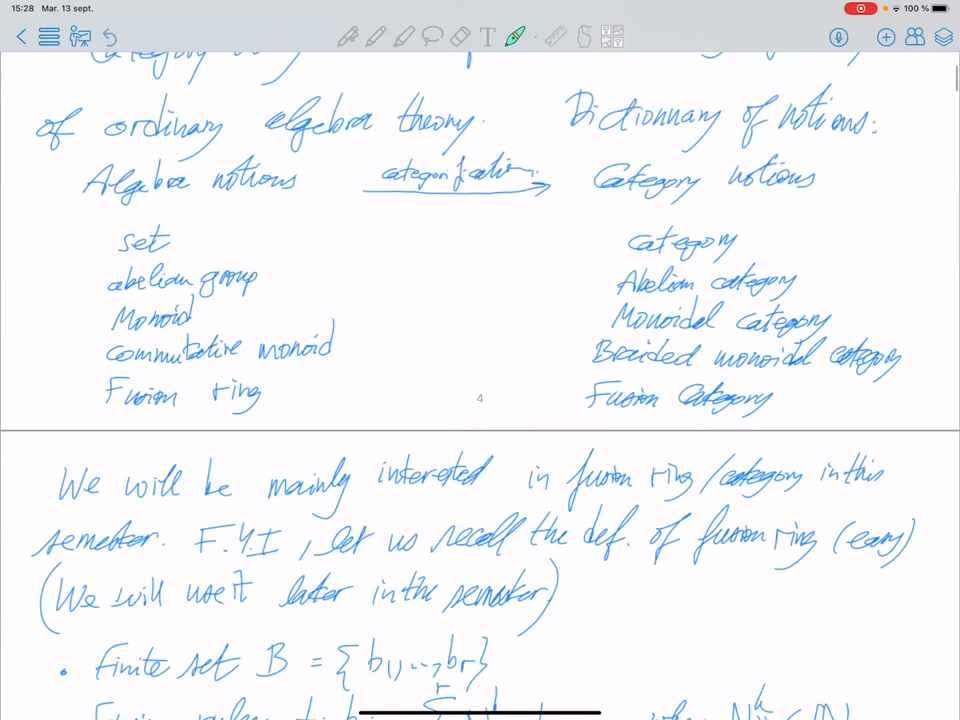 15:28 Mar. 13 sept. 100 %
T
Category
of ordinary algebra theory. Dictionnary of notions:
Algebra notions categorification Category notions
set category
abelian group Abelian category
Monoid Monoidal category
commutative monoid Braided monoidal category
Fusion ring Fusion Category
4
We will be mainly interested in fusion ring/category in this
semester. F.Y.I, let us recall the def. of fusion ring (easy)
(We will use it later in the semester)
• Finite set B = {b1,..,br}